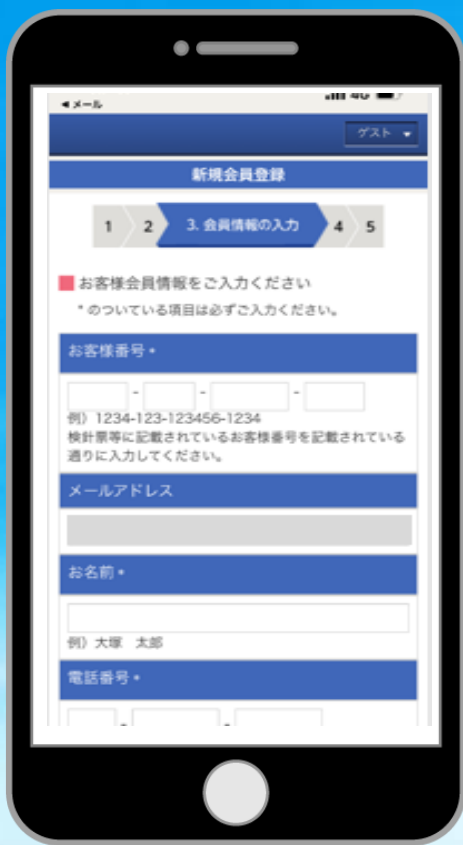 ◀メール
4G
ゲスト ▼
新規会員登録
1 2 3. 会員情報の入力 4 5
お客様会員情報をご入力ください
* のついている項目は必ずご入力ください。
お客様番号 *
- - -
例）1234-123-123456-1234
検針票等に記載されているお客様番号を記載されている
通りに入力してください。
メールアドレス
お名前 *
例）大塚　太郎
電話番号 *
- -